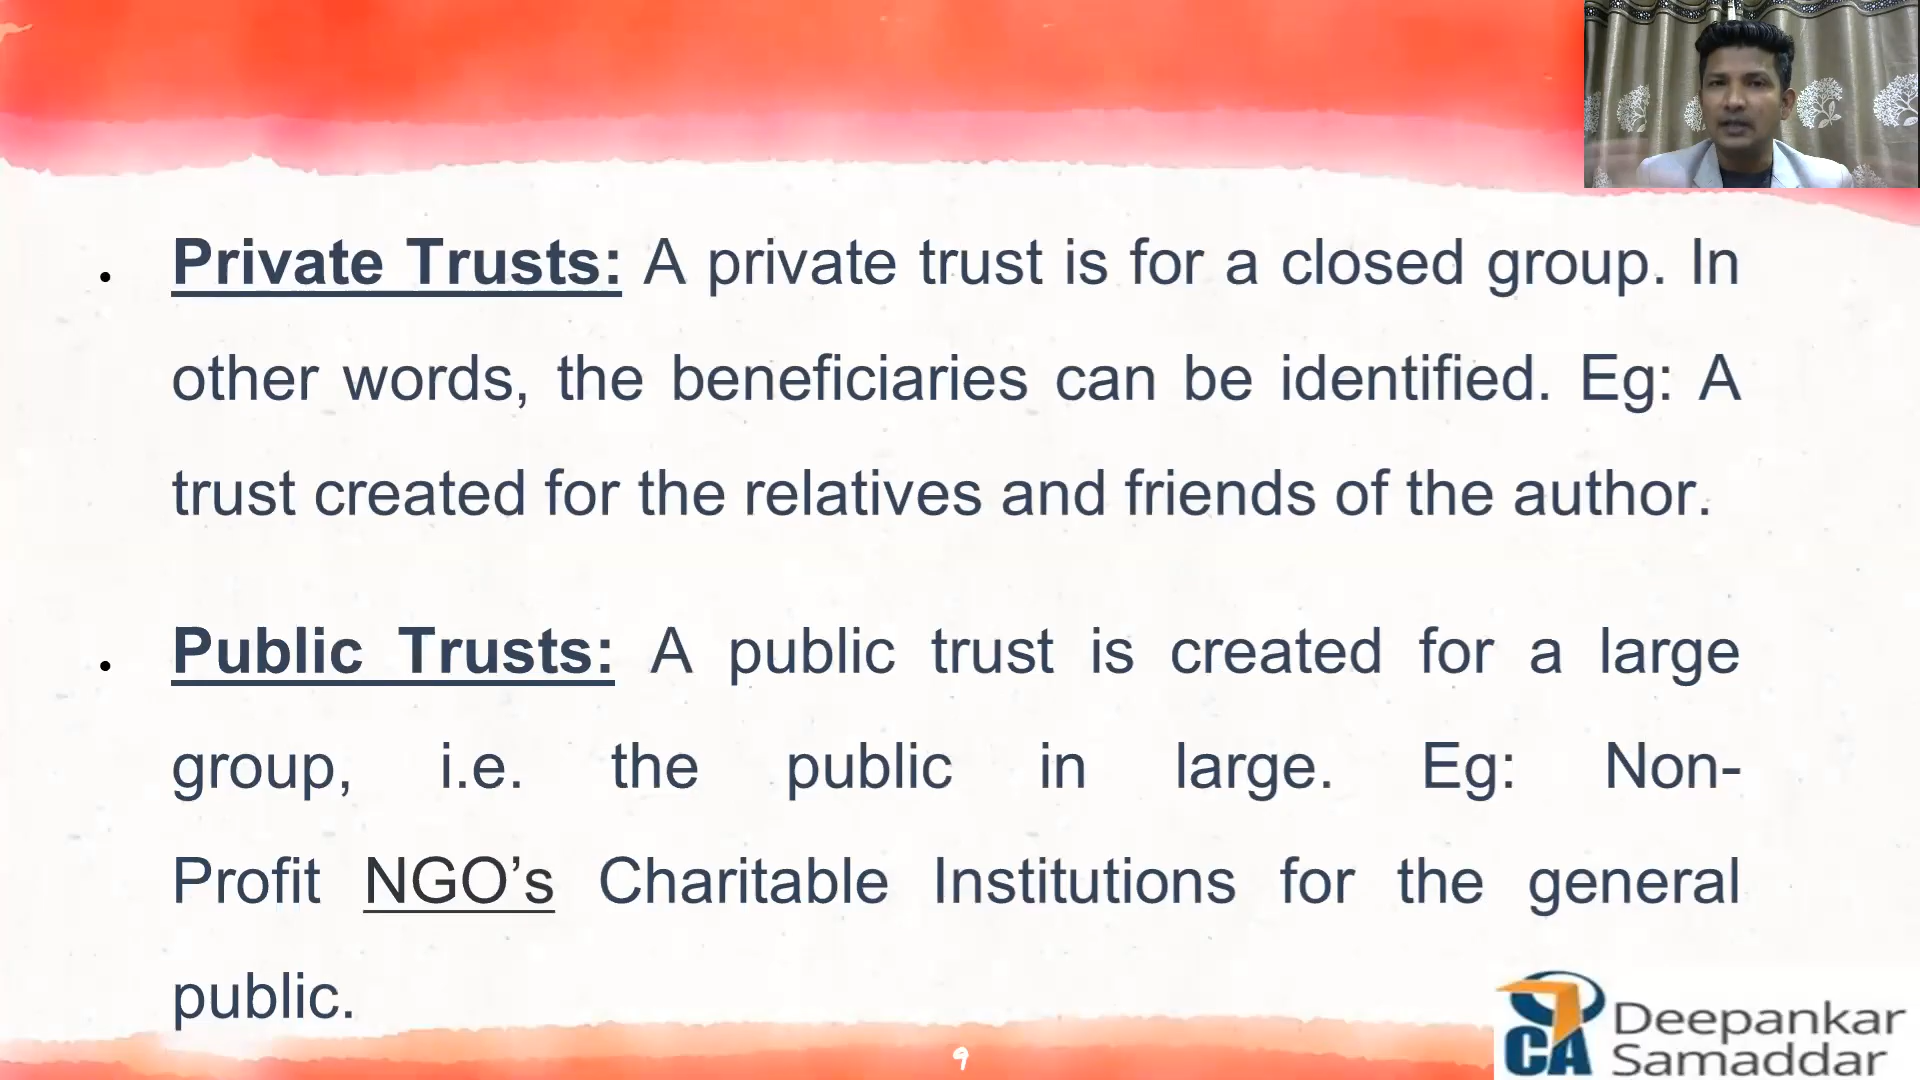 Private Trusts: A private trust is for a closed group. In
other words, the beneficiaries can be identified. Eg: A
trust created for the relatives and friends of the author.
Public Trusts: A public trust is created for a large
group, i.e. the public in large. Eg: Non-
Profit NGO’s Charitable Institutions for the general
public.
9
CA Deepankar
Samaddar